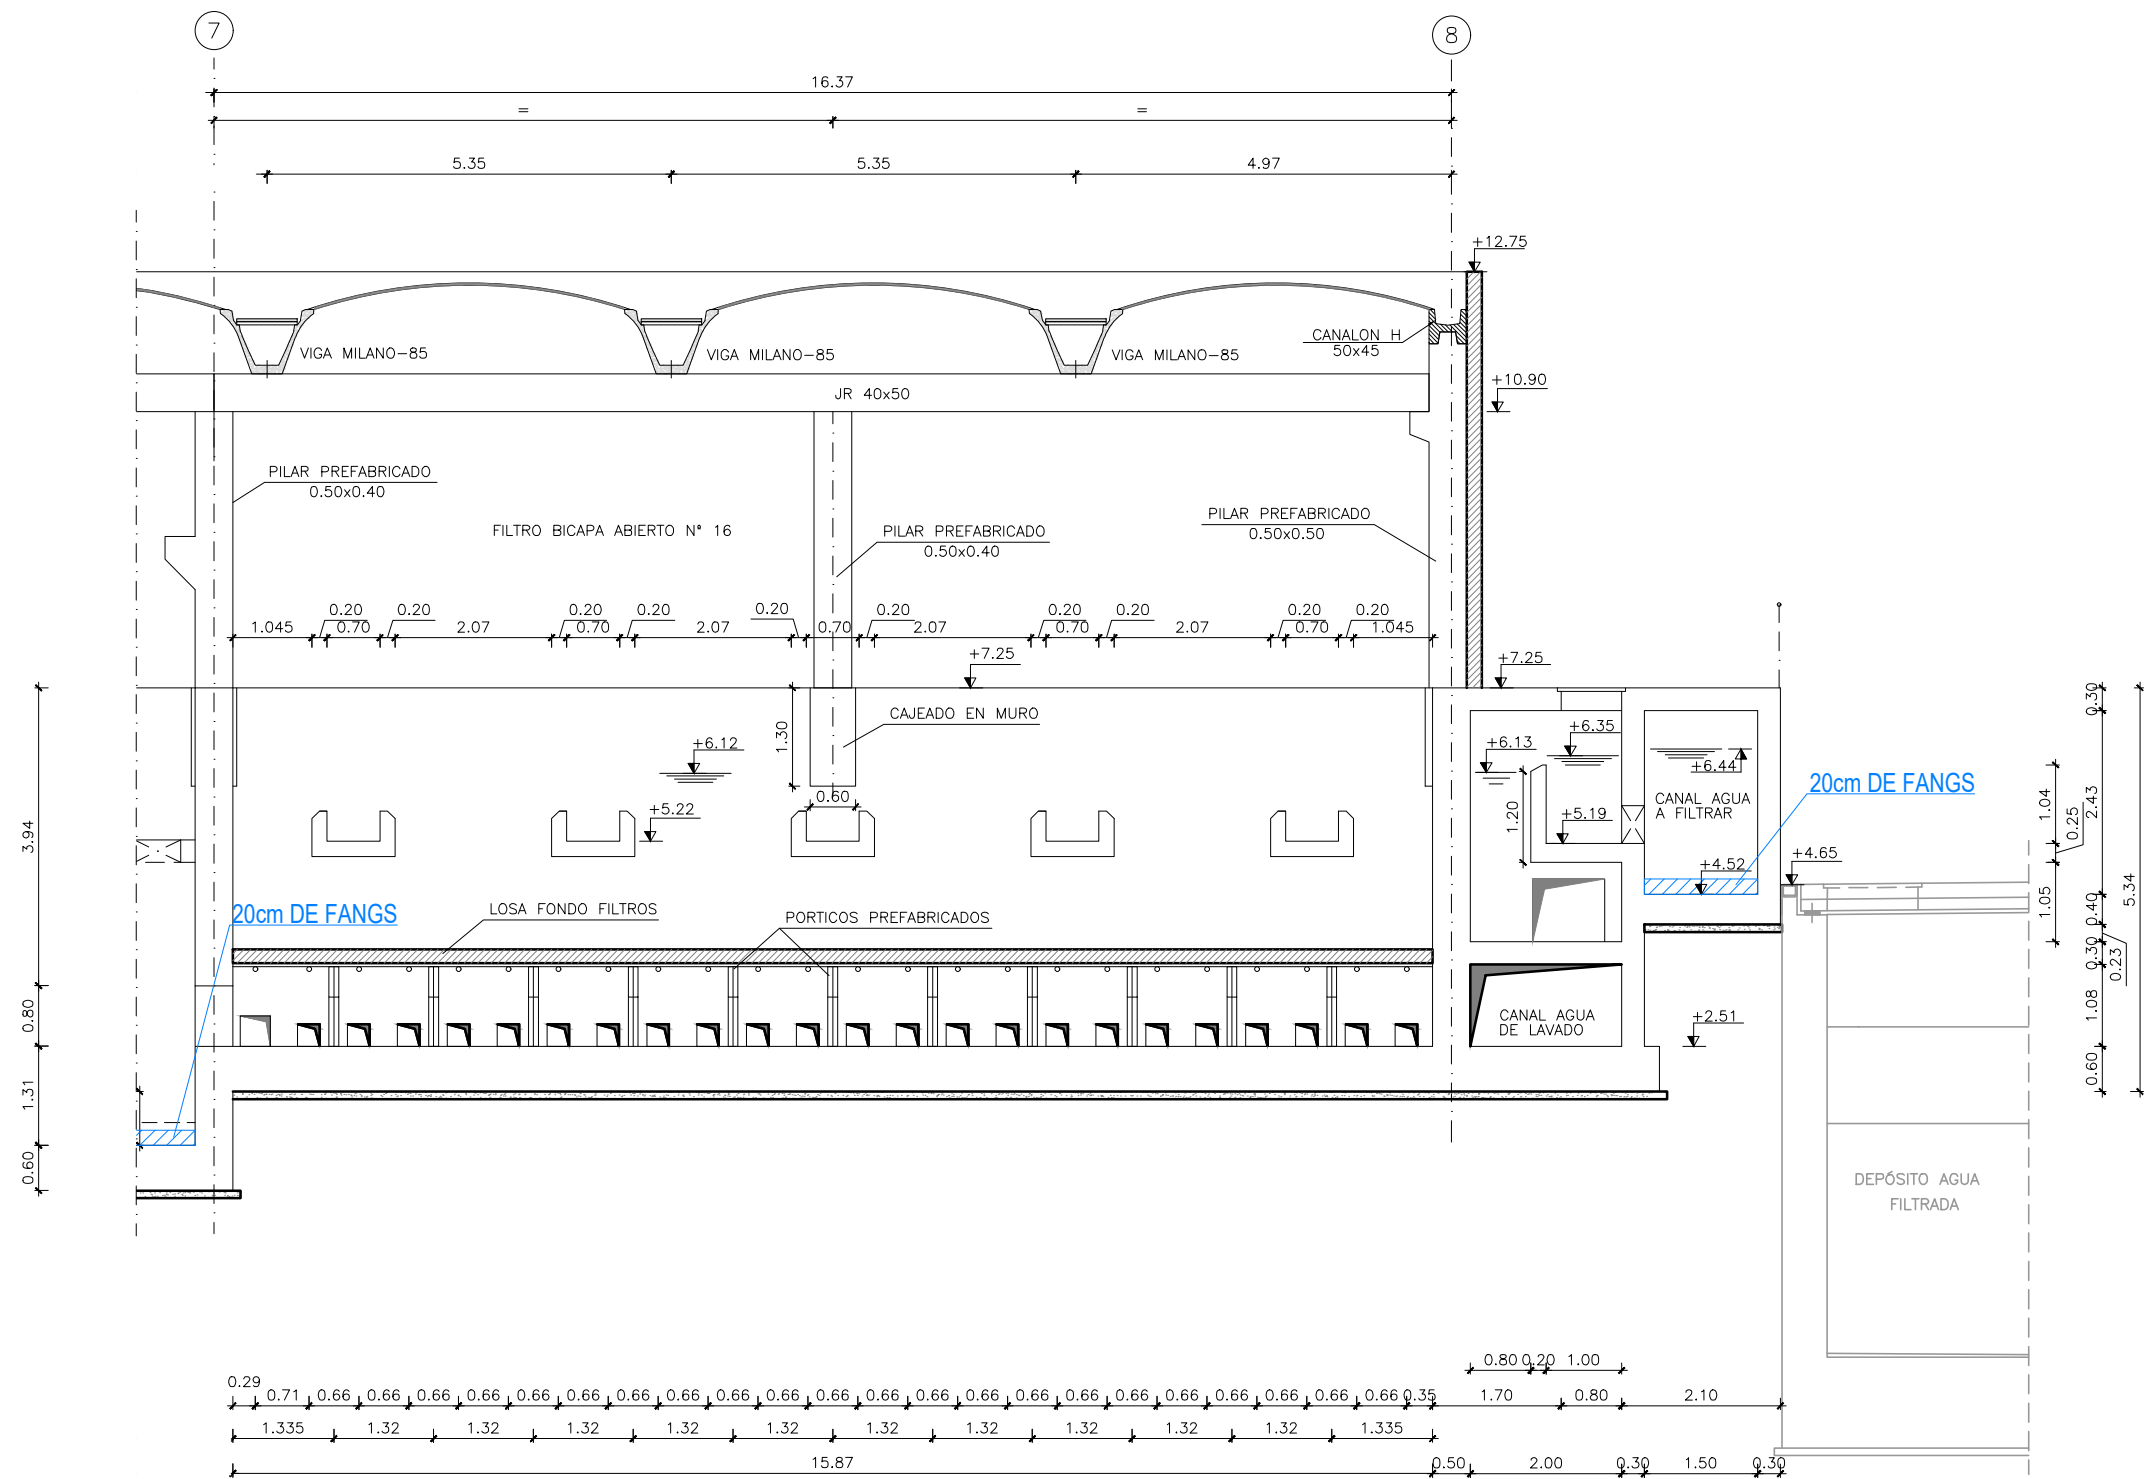 7
8
16.37
=
=
5.35
5.35
4.97
+12.75
CANALON H
50x45
VIGA MILANO-85
VIGA MILANO-85
VIGA MILANO-85
+10.90
JR 40x50
PILAR PREFABRICADO
0.50x0.40
FILTRO BICAPA ABIERTO N° 16
PILAR PREFABRICADO
0.50x0.40
PILAR PREFABRICADO
0.50x0.50
0.20 0.20 0.20 0.20 0.20 0.20 0.20 0.20 0.20 0.20
1.045 0.70 2.07 0.70 2.07 0.70 2.07 0.70 2.07 0.70 1.045
+7.25
+7.25
0.30
CAJEADO EN MURO
1.30
+6.12
+6.13
+6.35
+6.44
20cm DE FANGS
0.60
+5.22
1.20
+5.19
CANAL AGUA
A FILTRAR
1.04
0.25
2.43
3.94
+4.52
+4.65
5.34
20cm DE FANGS
LOSA FONDO FILTROS
PORTICOS PREFABRICADOS
1.05
0.40
0.30
0.23
0.80
CANAL AGUA
DE LAVADO
+2.51
1.08
0.60
1.31
0.60
DEPÓSITO AGUA
FILTRADA
0.80 0.20 1.00
0.29
0.71 0.66 0.66 0.66 0.66 0.66 0.66 0.66 0.66 0.66 0.66 0.66 0.66 0.66 0.66 0.66 0.66 0.66 0.66 0.66 0.66 0.66 0.66 0.35 1.70 0.80 2.10
1.335 1.32 1.32 1.32 1.32 1.32 1.32 1.32 1.32 1.32 1.32 1.335
15.87 0.50 2.00 0.30 1.50 0.30